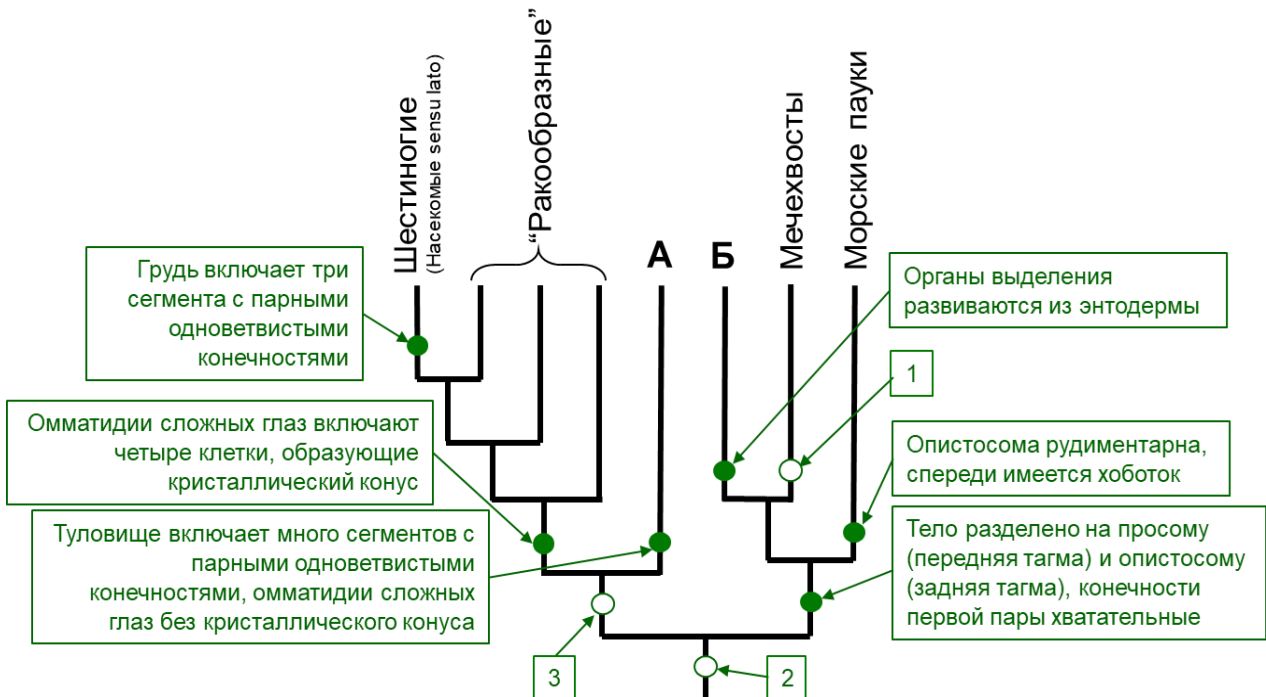 Шестиногие
(Насекомые sensu lato)
“Ракообразные”
А
Б
Мечехвосты
Морские пауки
Грудь включает три
сегмента с парными
одноветвистыми
конечностями
Омматидии сложных глаз включают
четыре клетки, образующие
кристаллический конус
Туловище включает много сегментов с
парными одноветвистыми
конечностями, омматидии сложных
глаз без кристаллического конуса
3
2
Органы выделения
развиваются из энтодермы
1
Опистосома рудиментарна,
спереди имеется хоботок
Тело разделено на просому
(передняя тагма) и опистосому
(задняя тагма), конечности
первой пары хватательные